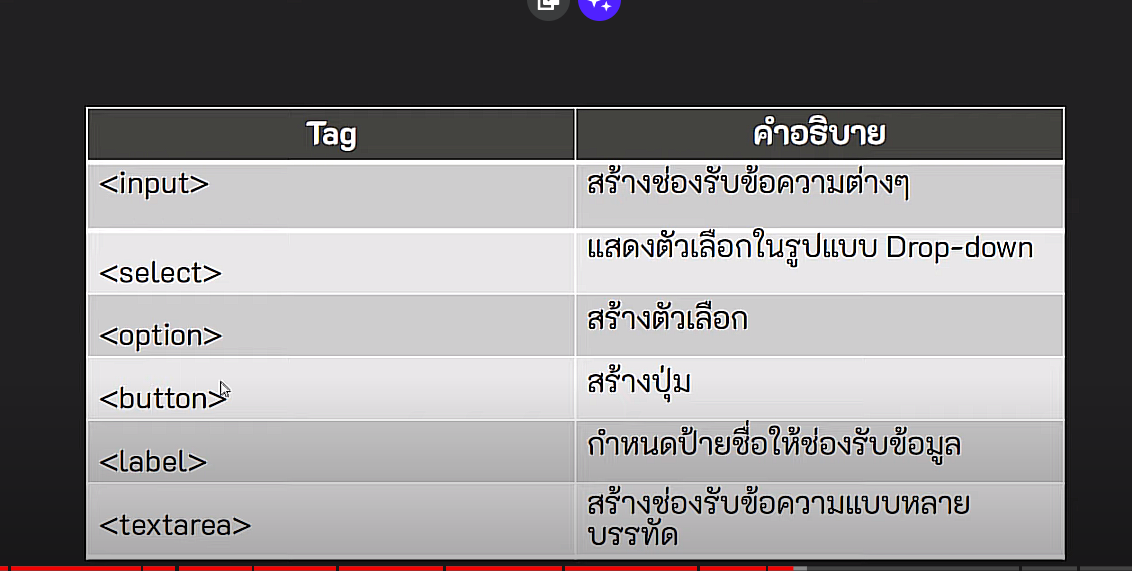 Tag
คำอธิบาย
<input>
สร้างช่องรับข้อความต่างๆ
<select>
แสดงตัวเลือกในรูปแบบ Drop-down
<option>
สร้างตัวเลือก
<button>
สร้างปุ่ม
<label>
กำหนดป้ายชื่อให้ช่องรับข้อมูล
<textarea>
สร้างช่องรับข้อความแบบหลาย
บรรทัด